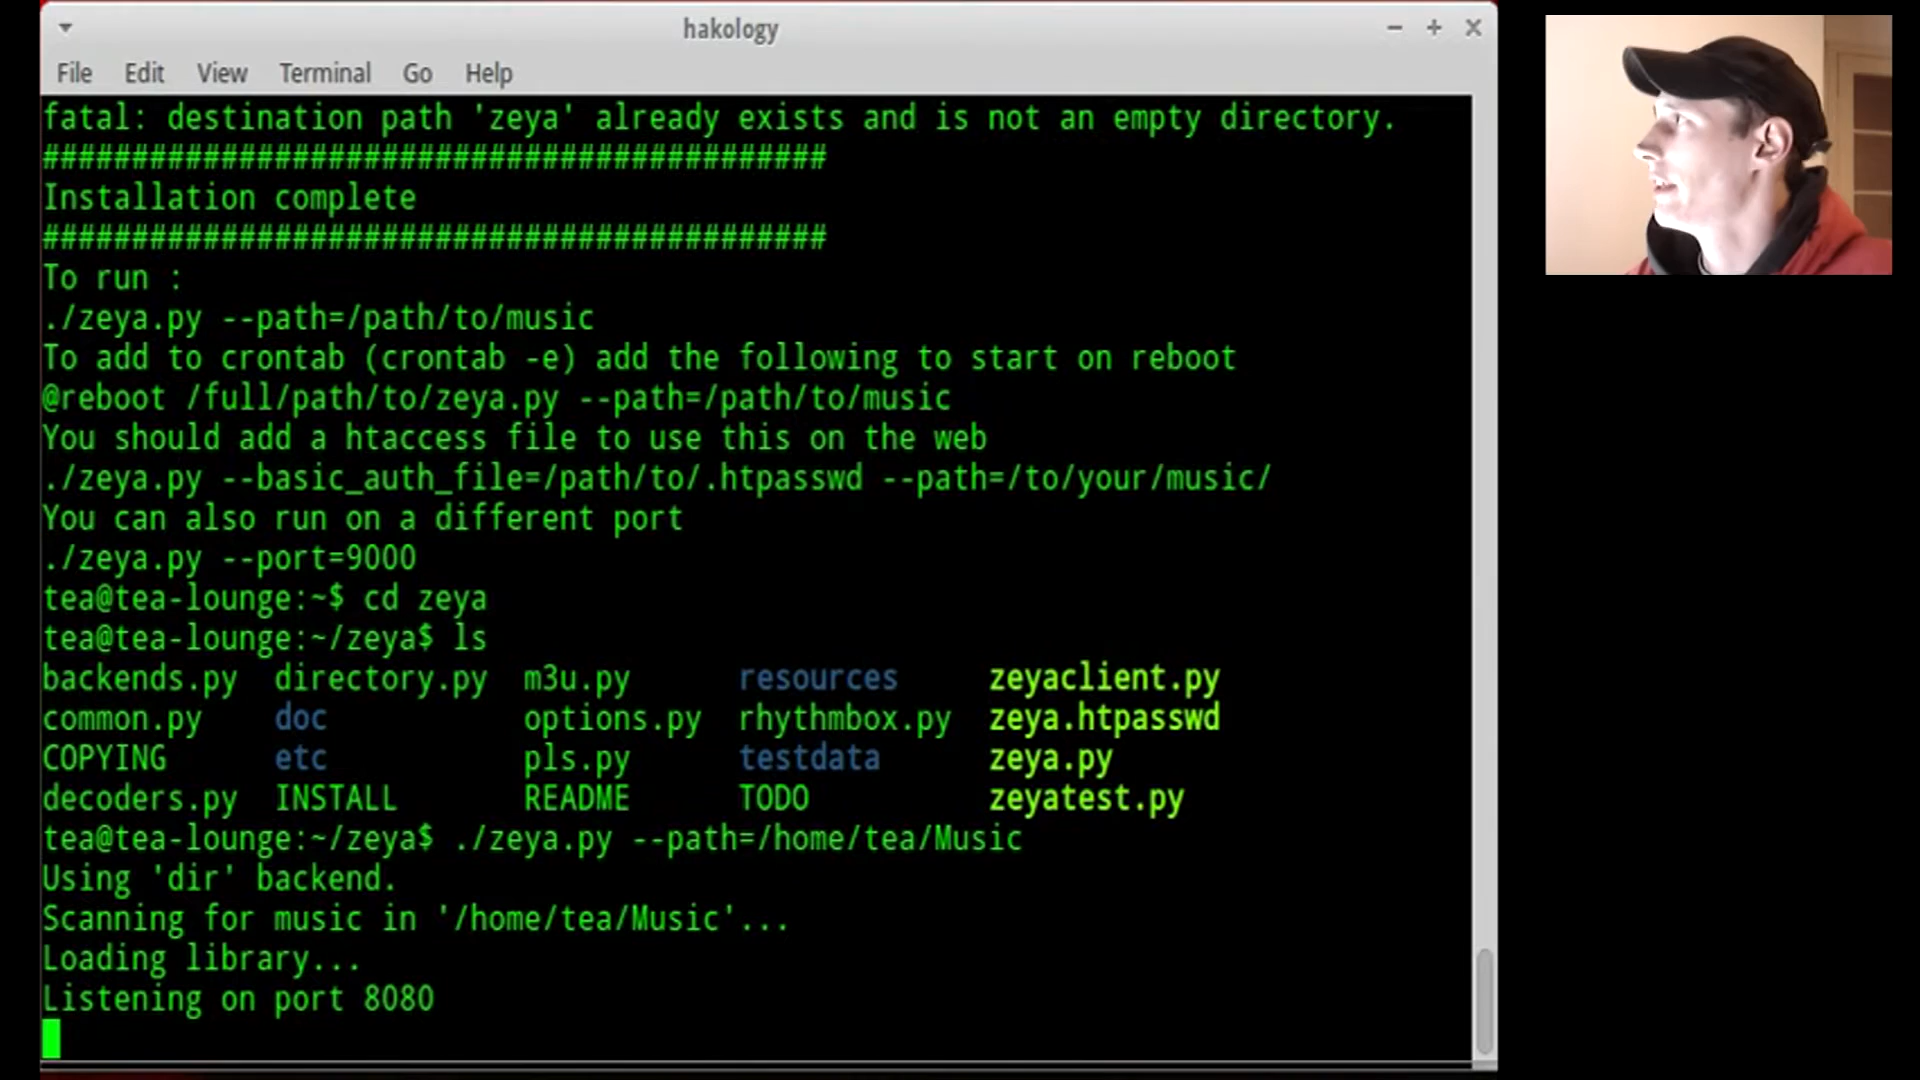 hakology
File Edit View Terminal Go Help
fatal: destination path 'zeya' already exists and is not an empty directory.
############################################
Installation complete
############################################
To run :
./zeya.py --path=/path/to/music
To add to crontab (crontab -e) add the following to start on reboot
@reboot /full/path/to/zeya.py --path=/path/to/music
You should add a htaccess file to use this on the web
./zeya.py --basic_auth_file=/path/to/.htpasswd --path=/to/your/music/
You can also run on a different port
./zeya.py --port=9000
tea@tea-lounge:~$ cd zeya
tea@tea-lounge:~/zeya$ ls
backends.py directory.py m3u.py resources zeyaclient.py
common.py doc options.py rhythmbox.py zeya.htpasswd
COPYING etc pls.py testdata zeya.py
decoders.py INSTALL README TODO zeyatest.py
tea@tea-lounge:~/zeya$ ./zeya.py --path=/home/tea/Music
Using 'dir' backend.
Scanning for music in '/home/tea/Music'...
Loading library...
Listening on port 8080